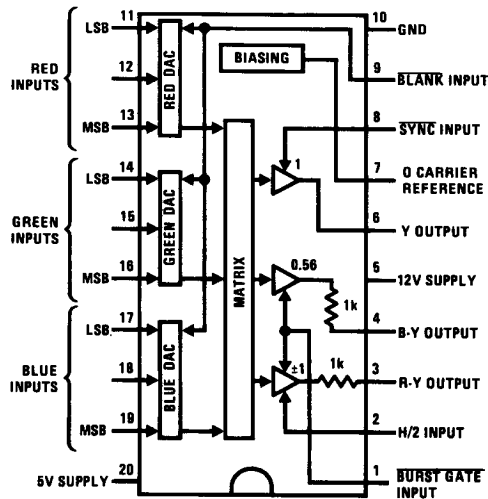 11
LSB
RED
INPUTS
12
13
MSB
RED DAC
14
LSB
GREEN
INPUTS
15
16
MSB
GREEN DAC
17
LSB
BLUE
INPUTS
18
19
MSB
BLUE DAC
5V SUPPLY
20
BIASING
MATRIX
1
0.56
1k
±1
1k
10
GND
9
BLANK INPUT
8
SYNC INPUT
7
O CARRIER
REFERENCE
6
Y OUTPUT
5
12V SUPPLY
4
B-Y OUTPUT
3
R-Y OUTPUT
2
H/2 INPUT
1
BURST GATE
INPUT